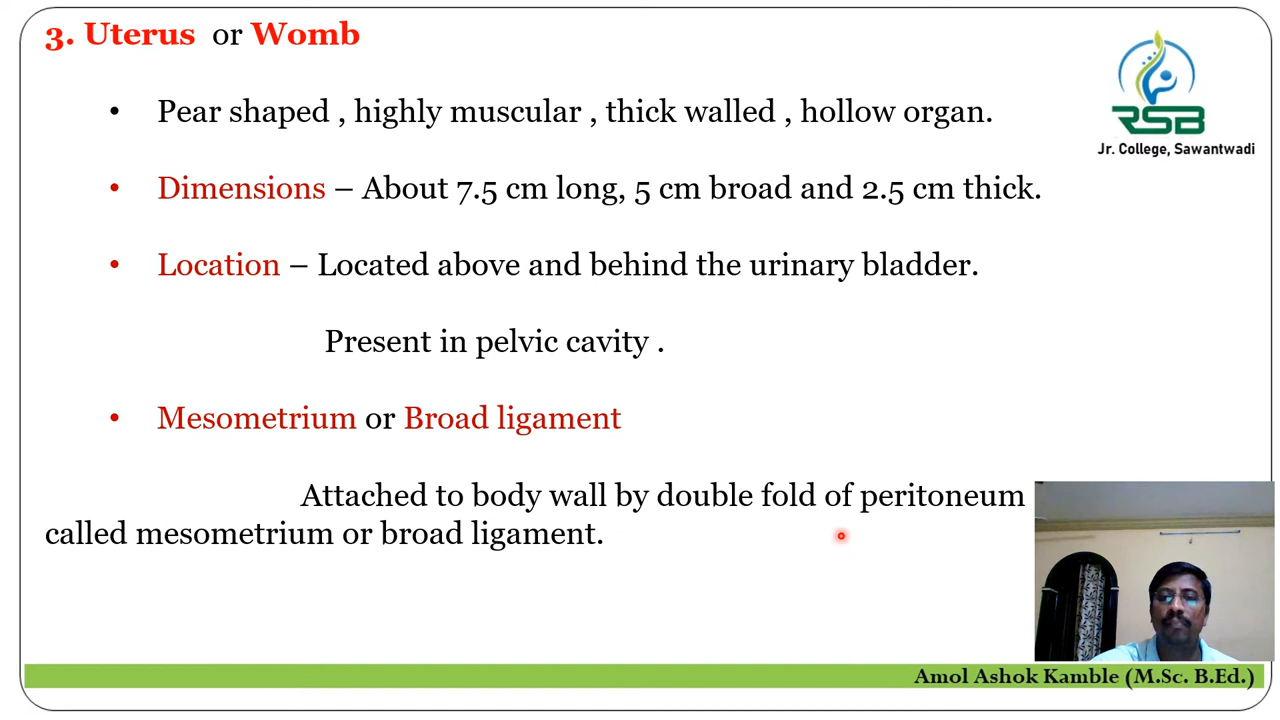 3. Uterus or Womb
RSB
Jr. College, Sawantwadi
• Pear shaped , highly muscular , thick walled , hollow organ.
• Dimensions – About 7.5 cm long, 5 cm broad and 2.5 cm thick.
• Location – Located above and behind the urinary bladder.
Present in pelvic cavity .
• Mesometrium or Broad ligament
Attached to body wall by double fold of peritoneum
called mesometrium or broad ligament.
Amol Ashok Kamble (M.Sc. B.Ed.)